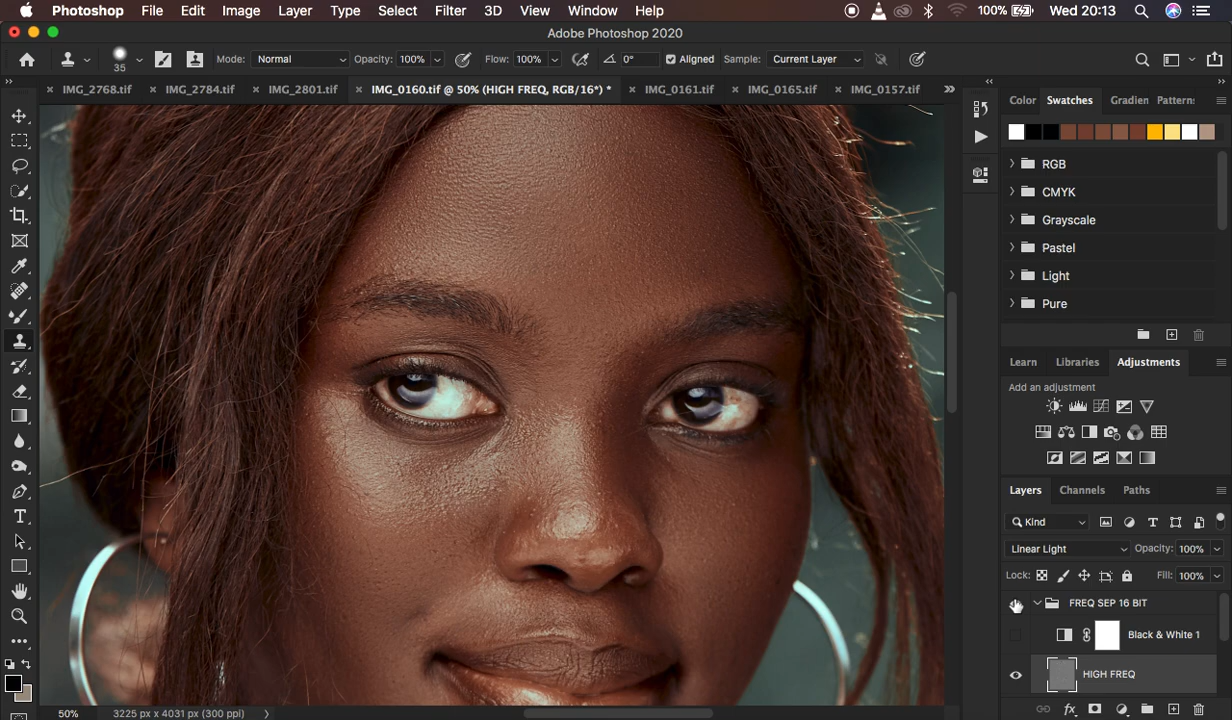 Photoshop File Edit Image Layer Type Select Filter 3D View Window Help 100% Wed 20:13
Adobe Photoshop 2020
35 Mode: Normal Opacity: 100% Flow: 100% 0° Aligned Sample: Current Layer
IMG_2768.tif IMG_2784.tif IMG_2801.tif IMG_0160.tif @ 50% (HIGH FREQ, RGB/16*) * IMG_0161.tif IMG_0165.tif IMG_0157.tif
Color Swatches Gradien Pattern
RGB
CMYK
Grayscale
Pastel
Light
Pure
Learn Libraries Adjustments
Add an adjustment
Layers Channels Paths
Kind
Linear Light Opacity: 100%
Lock: Fill: 100%
FREQ SEP 16 BIT
Black & White 1
HIGH FREQ
50% 3225 px x 4031 px (300 ppi)